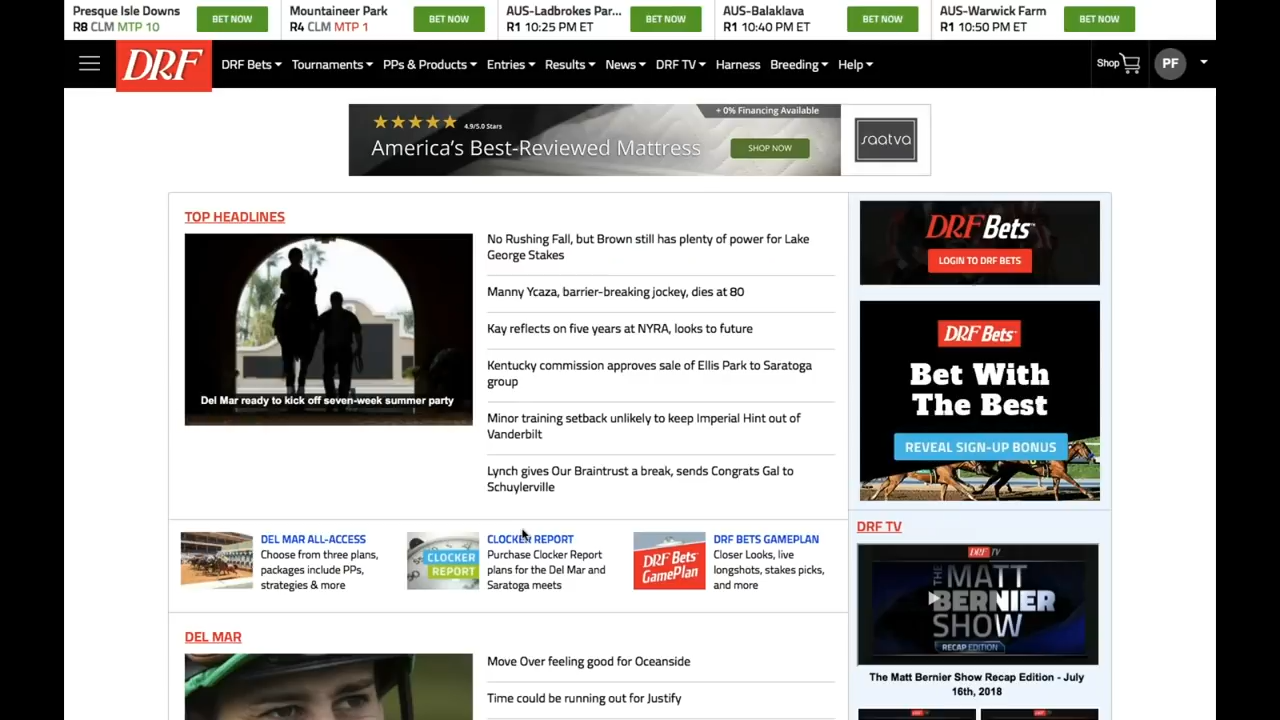 Presque Isle Downs
R8 CLM MTP 10
BET NOW
Mountaineer Park
R4 CLM MTP 1
BET NOW
AUS-Ladbrokes Par...
R1 10:25 PM ET
BET NOW
AUS-Balaklava
R1 10:40 PM ET
BET NOW
AUS-Warwick Farm
R1 10:50 PM ET
BET NOW
DRF
DRF Bets
Tournaments
PPs & Products
Entries
Results
News
DRF TV
Harness
Breeding
Help
Shop
PF
4.9/5.0 Stars
+ 0% Financing Available
America's Best-Reviewed Mattress
SHOP NOW
saatva
TOP HEADLINES
Del Mar ready to kick off seven-week summer party
No Rushing Fall, but Brown still has plenty of power for Lake
George Stakes
Manny Ycaza, barrier-breaking jockey, dies at 80
Kay reflects on five years at NYRA, looks to future
Kentucky commission approves sale of Ellis Park to Saratoga
group
Minor training setback unlikely to keep Imperial Hint out of
Vanderbilt
Lynch gives Our Braintrust a break, sends Congrats Gal to
Schuylerville
DRF Bets™
LOGIN TO DRF BETS
DRF Bets™
Bet With
The Best
REVEAL SIGN-UP BONUS
DEL MAR ALL-ACCESS
Choose from three plans,
packages include PPs,
strategies & more
CLOCKER
REPORT
CLOCKER REPORT
Purchase Clocker Report
plans for the Del Mar and
Saratoga meets
DRF Bets™
GamePlan
DRF BETS GAMEPLAN
Closer Looks, live
longshots, stakes picks,
and more
DRF TV
DRF TV
THE
MATT
BERNIER
SHOW
RECAP EDITION
The Matt Bernier Show Recap Edition - July
16th, 2018
DRF TV
DRF TV
DEL MAR
Move Over feeling good for Oceanside
Time could be running out for Justify